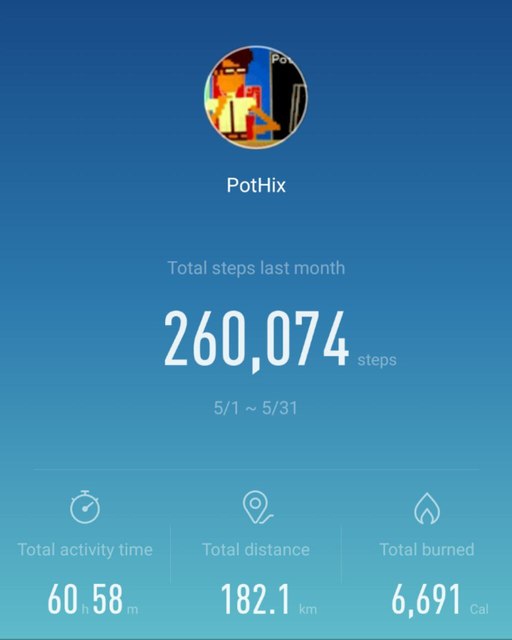 Pot
PotHix
Total steps last month
260,074 steps
5/1 ~ 5/31
Total activity time
Total distance
Total burned
60 h 58 m
182.1 km
6,691 Cal